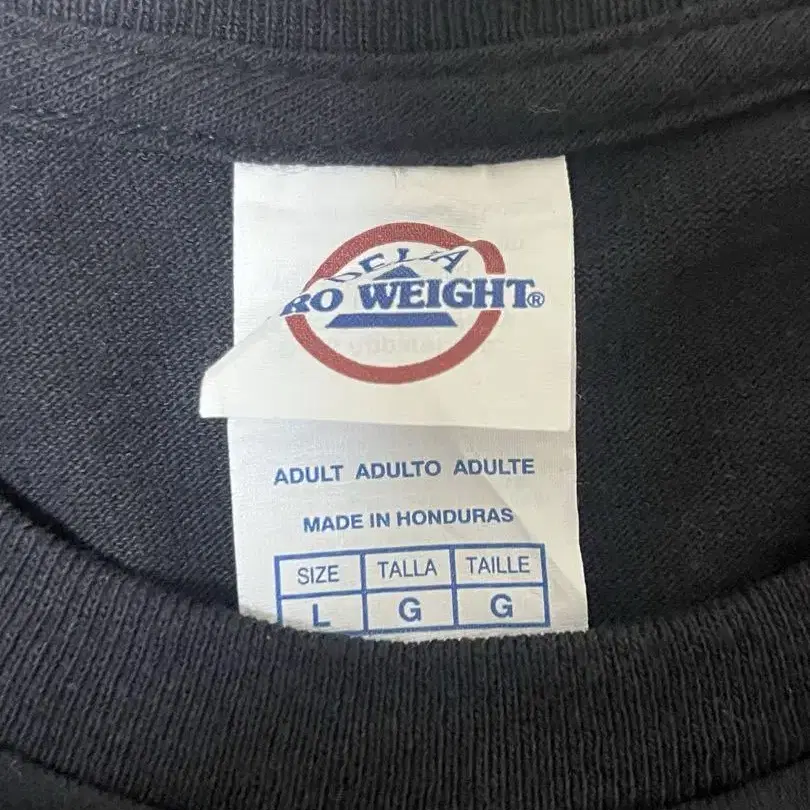 DELTA
RO WEIGHT®
ADULT ADULTO ADULTE
MADE IN HONDURAS
SIZE TALLA TAILLE
L G G